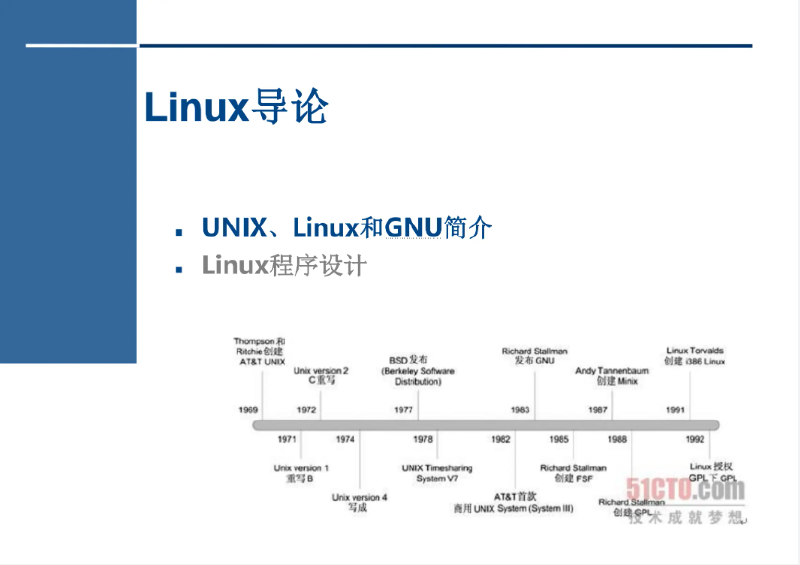 Linux导论
UNIX、Linux和GNU简介
Linux程序设计
Thompson 和
Ritchie 创建
AT&T UNIX
Unix version 2
C重写
BSD 发布
(Berkeley Software
Distribution)
Richard Stallman
发布 GNU
Andy Tannenbaum
创建 Minix
Linux Torvalds
创建 i386 Linux
1969
1972
1977
1983
1987
1991
1971
1974
1978
1982
1985
1988
1992
Unix version 1
重写 B
Unix version 4
写成
UNIX Timesharing
System V7
AT&T 首款
商用 UNIX System (System III)
Richard Stallman
创建 FSF
Richard Stallman
创建 GPL
Linux 授权
GPL 下 GPL
51CTO.com
技术成就梦想